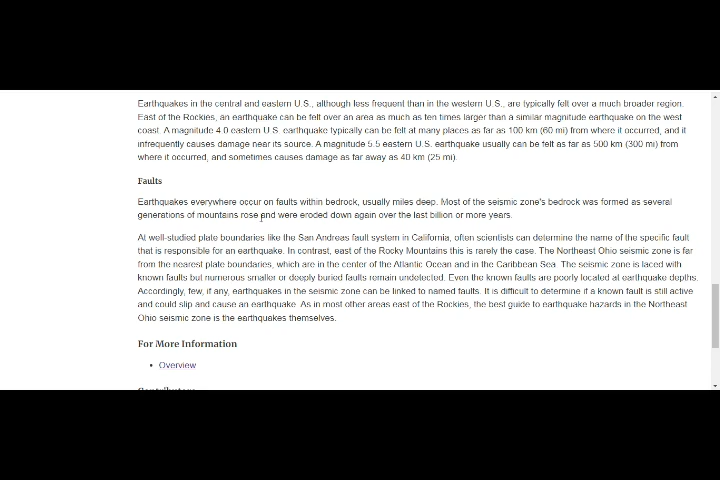 Earthquakes in the central and eastern U.S., although less frequent than in the western U.S., are typically felt over a much broader region.
East of the Rockies, an earthquake can be felt over an area as much as ten times larger than a similar magnitude earthquake on the west
coast. A magnitude 4.0 eastern U.S. earthquake typically can be felt at many places as far as 100 km (60 mi) from where it occurred, and it
infrequently causes damage near its source. A magnitude 5.5 eastern U.S. earthquake usually can be felt as far as 500 km (300 mi) from
where it occurred, and sometimes causes damage as far away as 40 km (25 mi).
Faults
Earthquakes everywhere occur on faults within bedrock, usually miles deep. Most of the seismic zone's bedrock was formed as several
generations of mountains rose and were eroded down again over the last billion or more years.
At well-studied plate boundaries like the San Andreas fault system in California, often scientists can determine the name of the specific fault
that is responsible for an earthquake. In contrast, east of the Rocky Mountains this is rarely the case. The Northeast Ohio seismic zone is far
from the nearest plate boundaries, which are in the center of the Atlantic Ocean and in the Caribbean Sea. The seismic zone is laced with
known faults but numerous smaller or deeply buried faults remain undetected. Even the known faults are poorly located at earthquake depths.
Accordingly, few, if any, earthquakes in the seismic zone can be linked to named faults. It is difficult to determine if a known fault is still active
and could slip and cause an earthquake. As in most other areas east of the Rockies, the best guide to earthquake hazards in the Northeast
Ohio seismic zone is the earthquakes themselves.
For More Information
• Overview